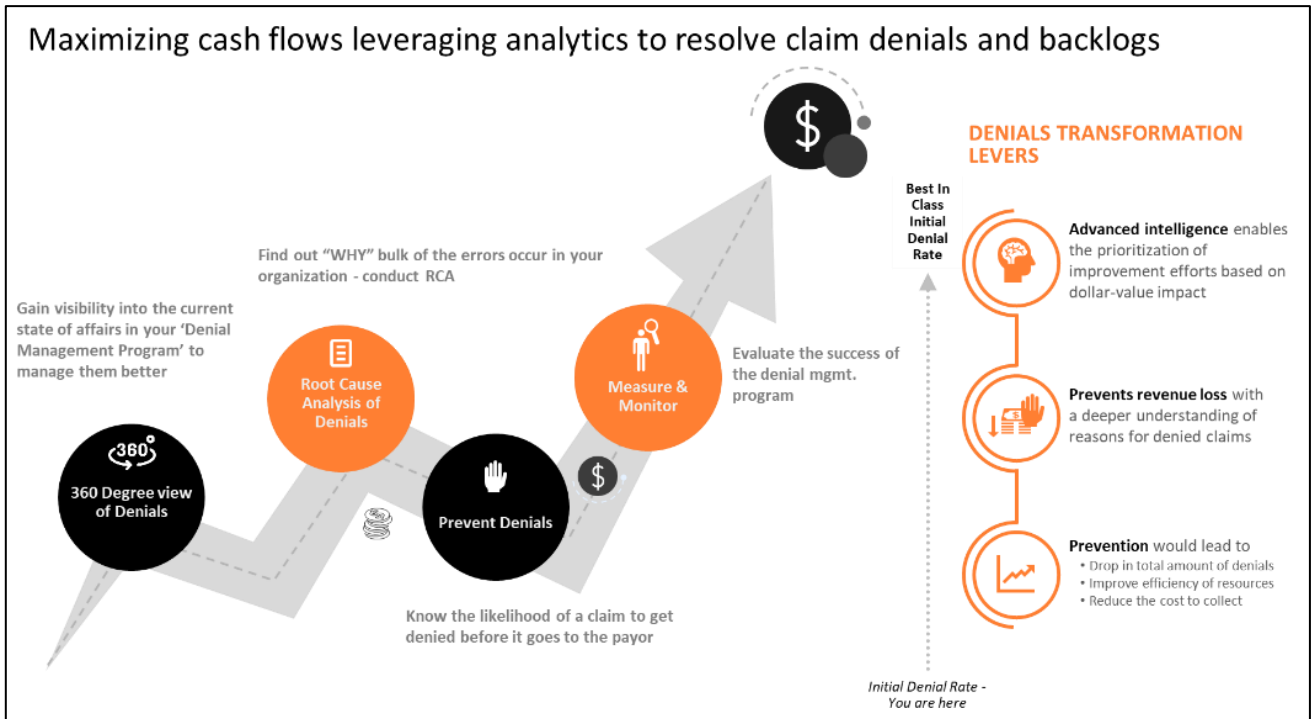 Maximizing cash flows leveraging analytics to resolve claim denials and backlogs
Gain visibility into the current
state of affairs in your ‘Denial
Management Program’ to
manage them better
360°
360 Degree view
of Denials
Find out “WHY” bulk of the errors occur in your
organization - conduct RCA
Root Cause
Analysis of
Denials
Prevent Denials
Know the likelihood of a claim to get
denied before it goes to the payor
$
Measure &
Monitor
Evaluate the success of
the denial mgmt.
program
$
Best In
Class
Initial
Denial
Rate
Initial Denial Rate -
You are here
DENIALS TRANSFORMATION
LEVERS
Advanced intelligence enables
the prioritization of
improvement efforts based on
dollar-value impact
$
Prevents revenue loss with
a deeper understanding of
reasons for denied claims
Prevention would lead to
• Drop in total amount of denials
• Improve efficiency of resources
• Reduce the cost to collect